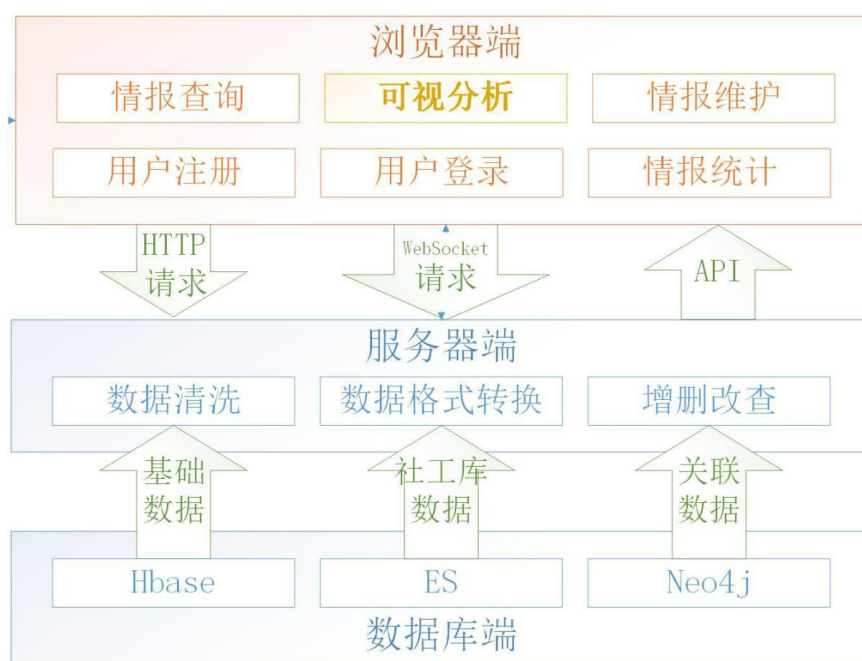 浏览器端
情报查询
可视分析
情报维护
用户注册
用户登录
情报统计
HTTP
请求
WebSocket
请求
API
服务器端
数据清洗
数据格式转换
增删改查
基础
数据
社工库
数据
关联
数据
Hbase
ES
Neo4j
数据库端